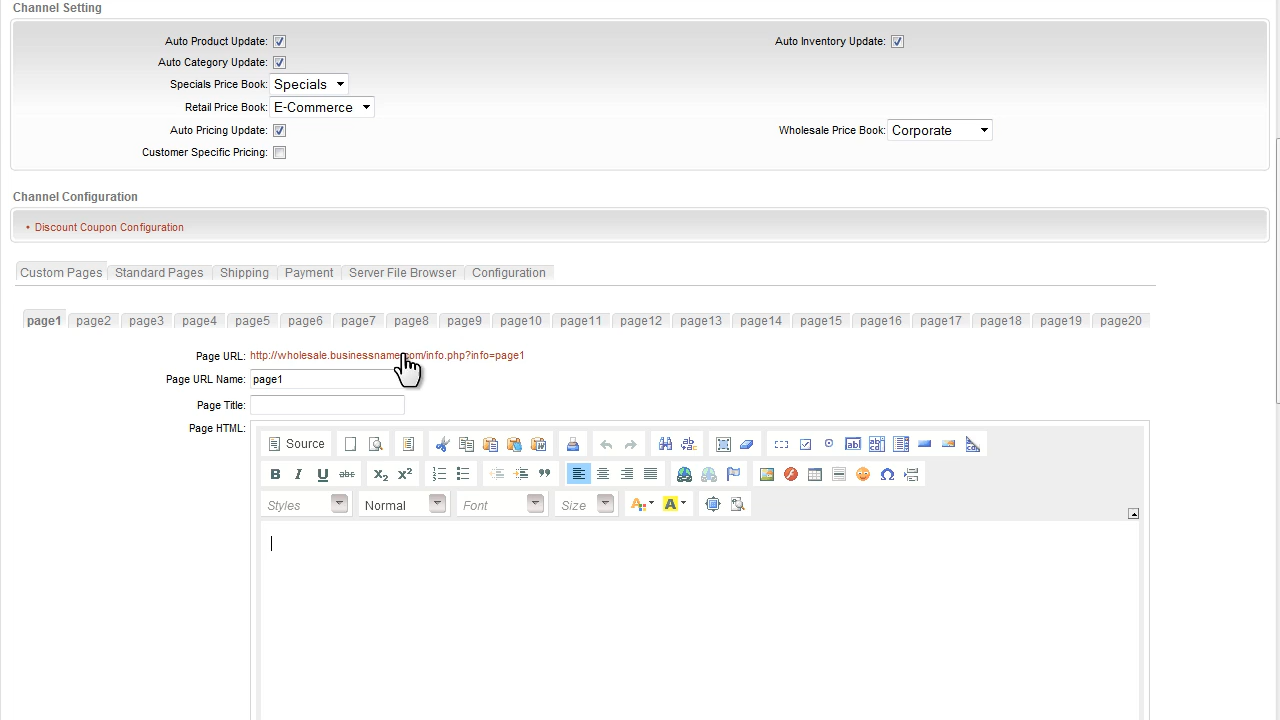 Channel Setting
Auto Product Update: Auto Inventory Update:
Auto Category Update:
Specials Price Book: Specials
Retail Price Book: E-Commerce
Auto Pricing Update: Wholesale Price Book: Corporate
Customer Specific Pricing:
Channel Configuration
• Discount Coupon Configuration
Custom Pages Standard Pages Shipping Payment Server File Browser Configuration
page1 page2 page3 page4 page5 page6 page7 page8 page9 page10 page11 page12 page13 page14 page15 page16 page17 page18 page19 page20
Page URL: http://wholesale.businessname.com/info.php?info=page1
Page URL Name: page1
Page Title:
Page HTML:
Source
B I U abc X₂ X²
Styles Normal Font Size A A